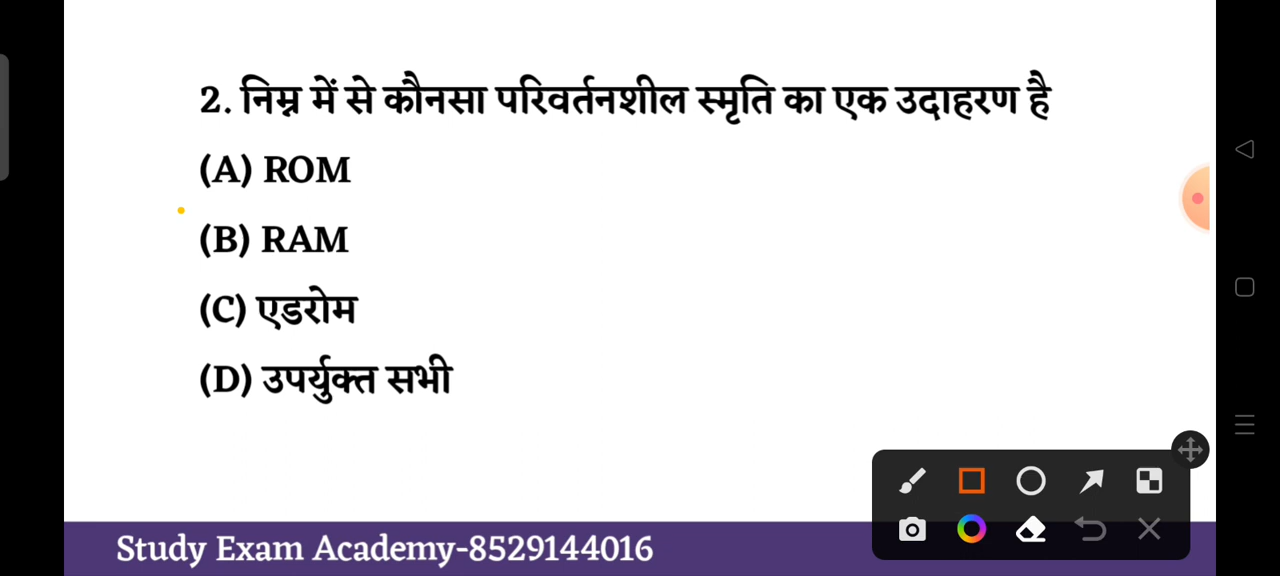 2. निम्न में से कौनसा परिवर्तनशील स्मृति का एक उदाहरण है
(A) ROM
(B) RAM
(C) एडरोम
(D) उपर्युक्त सभी
Study Exam Academy-8529144016